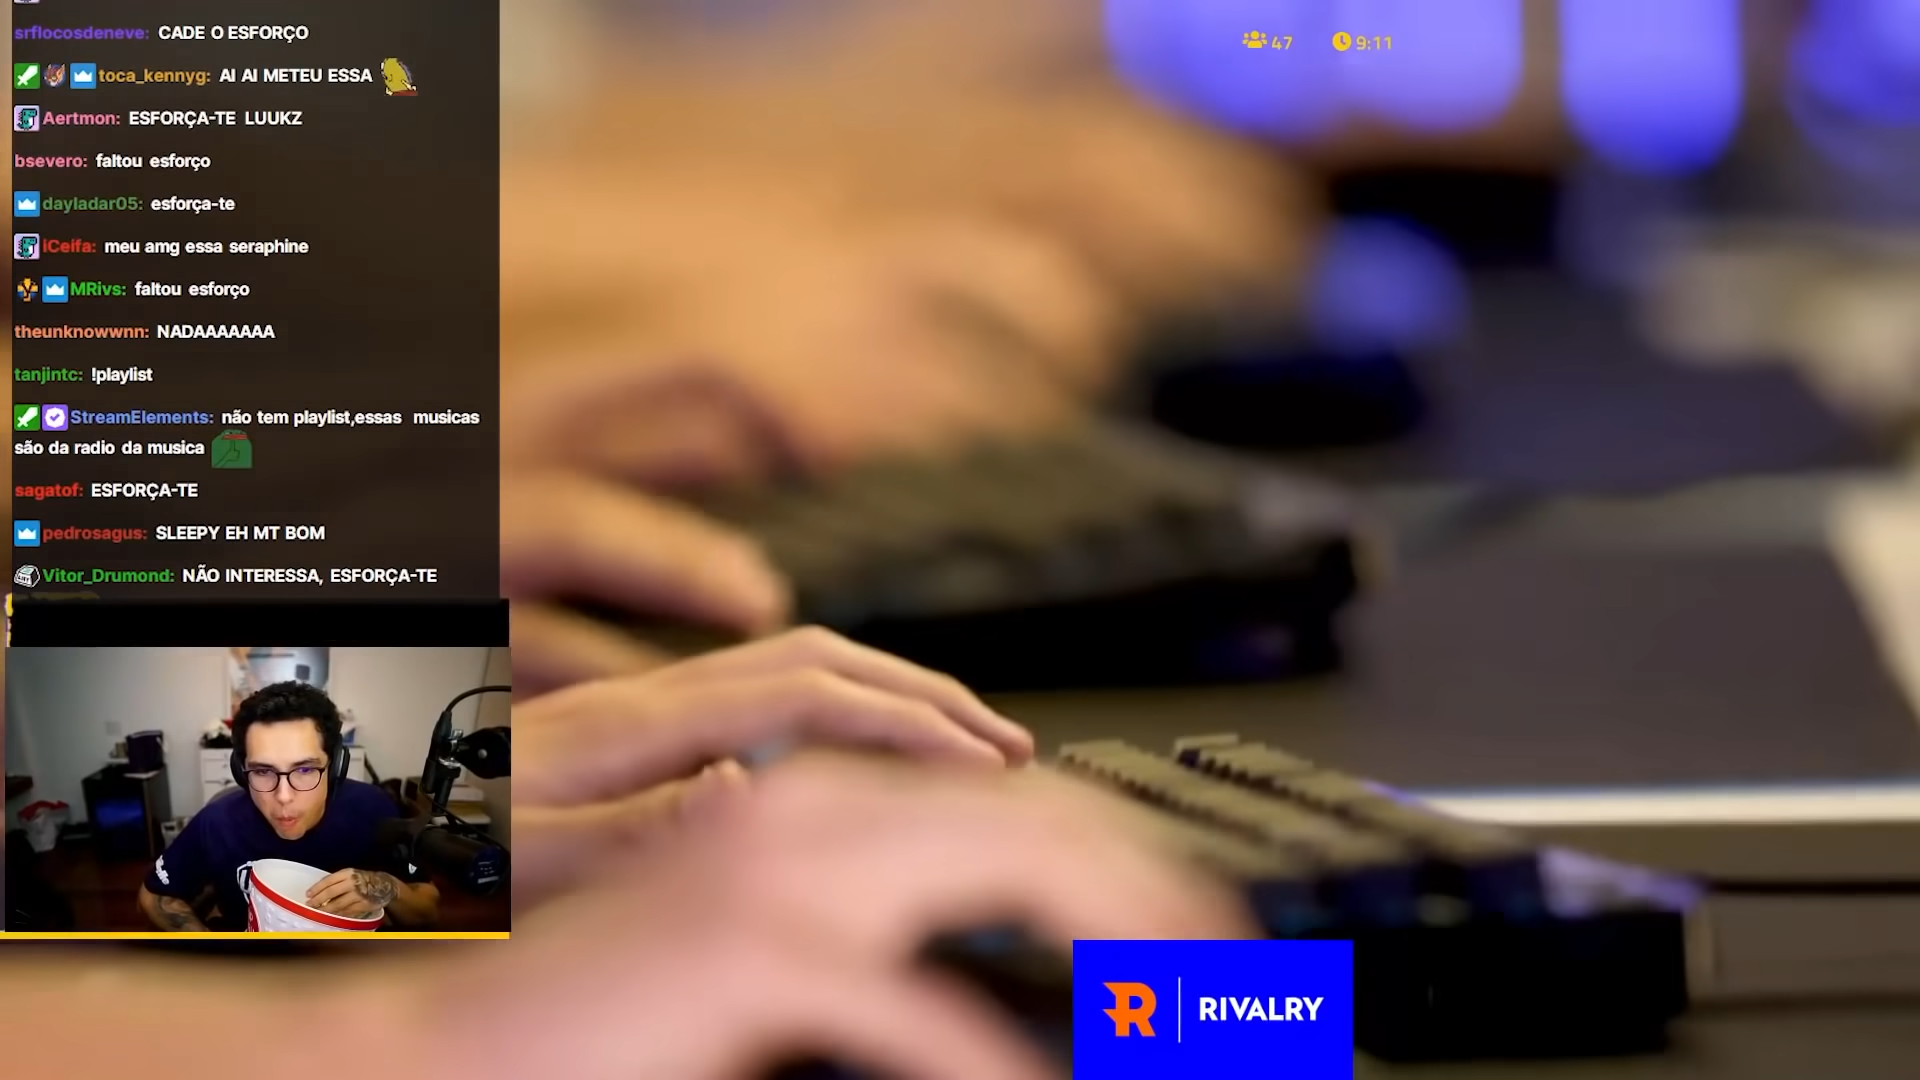 srflocosdeneve: CADE O ESFORÇO
toca_kennyg: AI AI METEU ESSA
Aertmon: ESFORÇA-TE LUUKZ
bsevero: faltou esforço
dayladar05: esforça-te
iCeifa: meu amg essa seraphine
MRivs: faltou esforço
theunknowwnn: NADAAAAAAA
tanjintc: !playlist
StreamElements: não tem playlist,essas musicas
são da radio da musica
sagatof: ESFORÇA-TE
pedrosagus: SLEEPY EH MT BOM
Vitor_Drumond: NÃO INTERESSA, ESFORÇA-TE
47 9:11
R RIVALRY